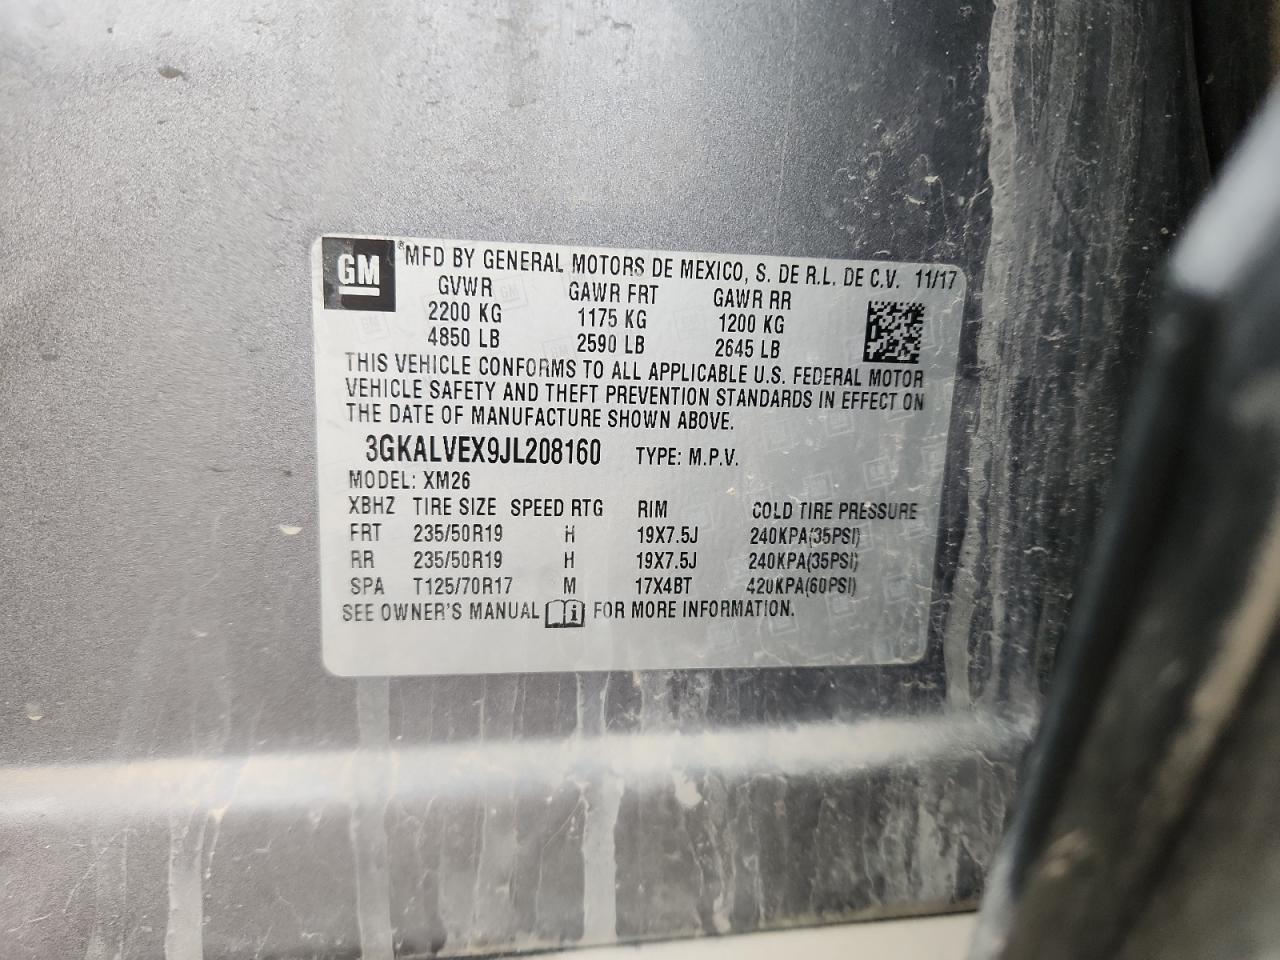 GM ®MFD BY GENERAL MOTORS DE MEXICO, S. DE R.L. DE C.V. 11/17
GVWR GAWR FRT GAWR RR
2200 KG 1175 KG 1200 KG
4850 LB 2590 LB 2645 LB
THIS VEHICLE CONFORMS TO ALL APPLICABLE U.S. FEDERAL MOTOR
VEHICLE SAFETY AND THEFT PREVENTION STANDARDS IN EFFECT ON
THE DATE OF MANUFACTURE SHOWN ABOVE.
3GKALVEX9JL208160 TYPE: M.P.V.
MODEL: XM26
XBHZ TIRE SIZE SPEED RTG RIM COLD TIRE PRESSURE
FRT 235/50R19 H 19X7.5J 240KPA(35PSI)
RR 235/50R19 H 19X7.5J 240KPA(35PSI)
SPA T125/70R17 M 17X4BT 420KPA(60PSI)
SEE OWNER'S MANUAL i FOR MORE INFORMATION.